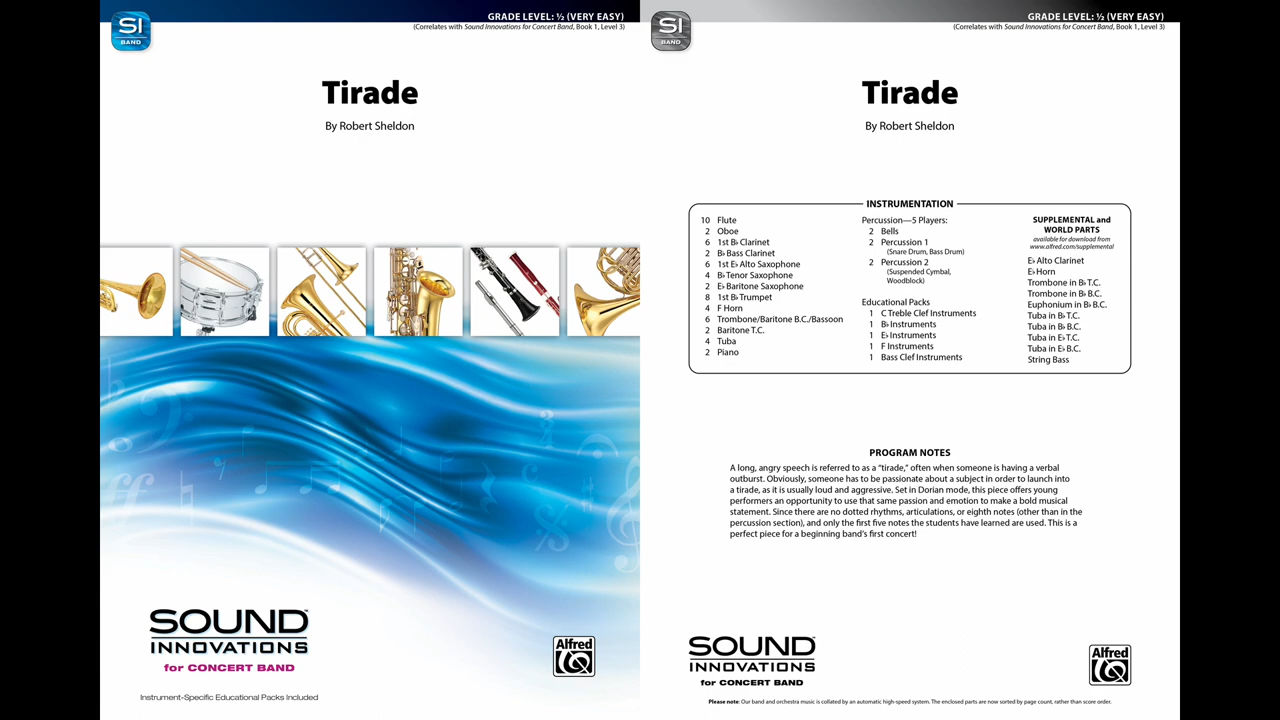 SI
BAND
GRADE LEVEL: ½ (VERY EASY)
(Correlates with Sound Innovations for Concert Band, Book 1, Level 3)
Tirade
By Robert Sheldon
SOUND
INNOVATIONS™
for CONCERT BAND
Alfred
Instrument-Specific Educational Packs Included
SI
BAND
GRADE LEVEL: ½ (VERY EASY)
(Correlates with Sound Innovations for Concert Band, Book 1, Level 3)
Tirade
By Robert Sheldon
INSTRUMENTATION
10 Flute
2 Oboe
6 1st B♭ Clarinet
2 B♭ Bass Clarinet
6 1st E♭ Alto Saxophone
4 B♭ Tenor Saxophone
2 E♭ Baritone Saxophone
8 1st B♭ Trumpet
4 F Horn
6 Trombone/Baritone B.C./Bassoon
2 Baritone T.C.
4 Tuba
2 Piano
Percussion—5 Players:
2 Bells
2 Percussion 1
(Snare Drum, Bass Drum)
2 Percussion 2
(Suspended Cymbal,
Woodblock)
Educational Packs
1 C Treble Clef Instruments
1 B♭ Instruments
1 E♭ Instruments
1 F Instruments
1 Bass Clef Instruments
SUPPLEMENTAL and
WORLD PARTS
available for download from
www.alfred.com/supplemental
E♭ Alto Clarinet
E♭ Horn
Trombone in B♭ T.C.
Trombone in B♭ B.C.
Euphonium in B♭ B.C.
Tuba in B♭ T.C.
Tuba in B♭ B.C.
Tuba in E♭ T.C.
Tuba in E♭ B.C.
String Bass
PROGRAM NOTES
A long, angry speech is referred to as a “tirade,” often when someone is having a verbal
outburst. Obviously, someone has to be passionate about a subject in order to launch into
a tirade, as it is usually loud and aggressive. Set in Dorian mode, this piece offers young
performers an opportunity to use that same passion and emotion to make a bold musical
statement. Since there are no dotted rhythms, articulations, or eighth notes (other than in the
percussion section), and only the first five notes the students have learned are used. This is a
perfect piece for a beginning band’s first concert!
SOUND
INNOVATIONS™
for CONCERT BAND
Alfred
Please note: Our band and orchestra music is collated by an automatic high-speed system. The enclosed parts are now sorted by page count, rather than score order.